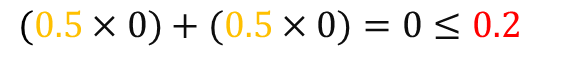 (0.5 × 0) + (0.5 × 0) = 0 ≤ 0.2